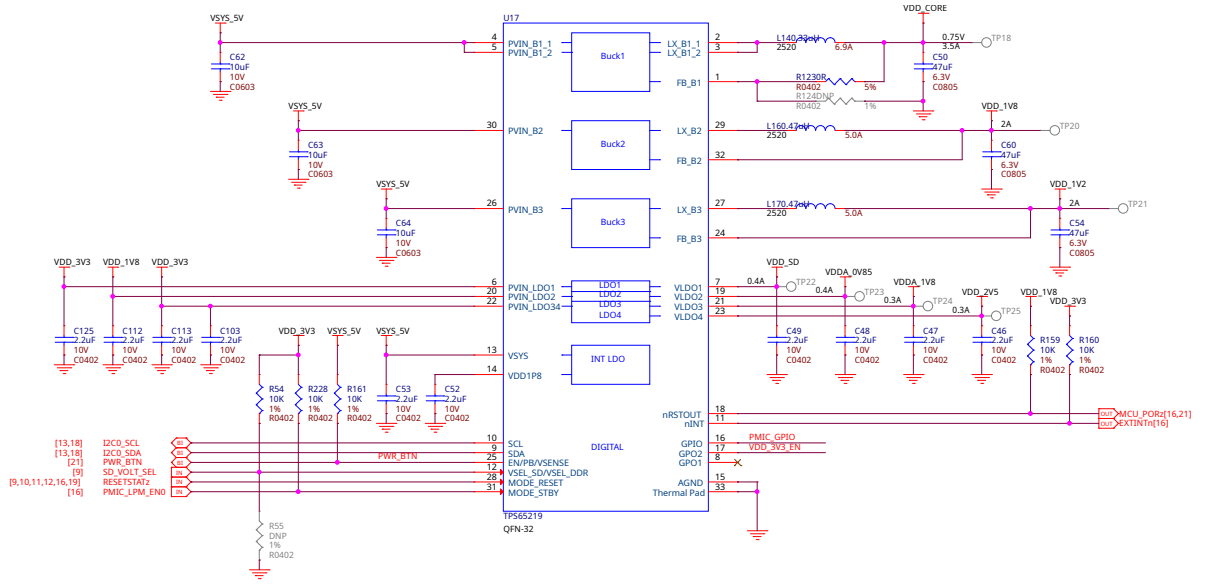 U17
VSYS_5V
4
PVIN_B1_1
5
PVIN_B1_2
C62
10uF
10V
C0603
Buck1
2
LX_B1_1
3
LX_B1_2
1
FB_B1
L140.33uH
2520
6.9A
VDD_CORE
0.75V
3.5A
TP18
C50
47uF
6.3V
C0805
R1230R
R0402
5%
R124DNP
R0402
1%
VSYS_5V
30
PVIN_B2
C63
10uF
10V
C0603
Buck2
29
LX_B2
32
FB_B2
L160.47uH
2520
5.0A
VDD_1V8
2A
TP20
C60
47uF
6.3V
C0805
VSYS_5V
26
PVIN_B3
C64
10uF
10V
C0603
Buck3
27
LX_B3
24
FB_B3
L170.47uH
2520
5.0A
VDD_1V2
2A
TP21
C54
47uF
6.3V
C0805
VDD_3V3
VDD_1V8
VDD_3V3
6
PVIN_LDO1
20
PVIN_LDO2
22
PVIN_LDO34
LDO1
LDO2
LDO3
LDO4
7
VLDO1
19
VLDO2
21
VLDO3
23
VLDO4
0.4A
VDD_SD
TP22
0.4A
VDDA_0V85
TP23
0.3A
VDDA_1V8
TP24
0.3A
VDD_2V5
TP25
VDD_1V8
VDD_3V3
C125
2.2uF
10V
C0402
C112
2.2uF
10V
C0402
C113
2.2uF
10V
C0402
C103
2.2uF
10V
C0402
VDD_3V3
VSYS_5V
VSYS_5V
13
VSYS
14
VDD1P8
INT LDO
C49
2.2uF
10V
C0402
C48
2.2uF
10V
C0402
C47
2.2uF
10V
C0402
C46
2.2uF
10V
C0402
R159
10K
1%
R0402
R160
10K
1%
R0402
R54
10K
1%
R0402
R228
10K
1%
R0402
R161
10K
1%
R0402
C53
2.2uF
10V
C0402
C52
2.2uF
10V
C0402
18
nRSTOUT
11
nINT
OUT
MCU_PORz[16,21]
OUT
EXTINTn[16]
[13,18] I2C0_SCL BI
10
SCL
[13,18] I2C0_SDA BI
9
SDA
[21] PWR_BTN BI
PWR_BTN
25
EN/PB/VSENSE
[9] SD_VOLT_SEL IN
12
VSEL_SD/VSEL_DDR
[9,10,11,12,16,19] RESETSTATz IN
28
MODE_RESET
[16] PMIC_LPM_EN0 IN
31
MODE_STBY
DIGITAL
16
GPIO
PMIC_GPIO
17
GPO2
VDD_3V3_EN
8
GPO1
15
AGND
33
Thermal Pad
TPS65219
QFN-32
R55
DNP
1%
R0402